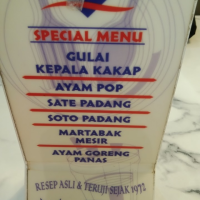 SPECIAL MENU
GULAI
KEPALA KAKAP
AYAM POP
SATE PADANG
SOTO PADANG
MARTABAK
MESIR
AYAM GORENG
PANAS
RESEP ASLI & TERUJI SEJAK 1972